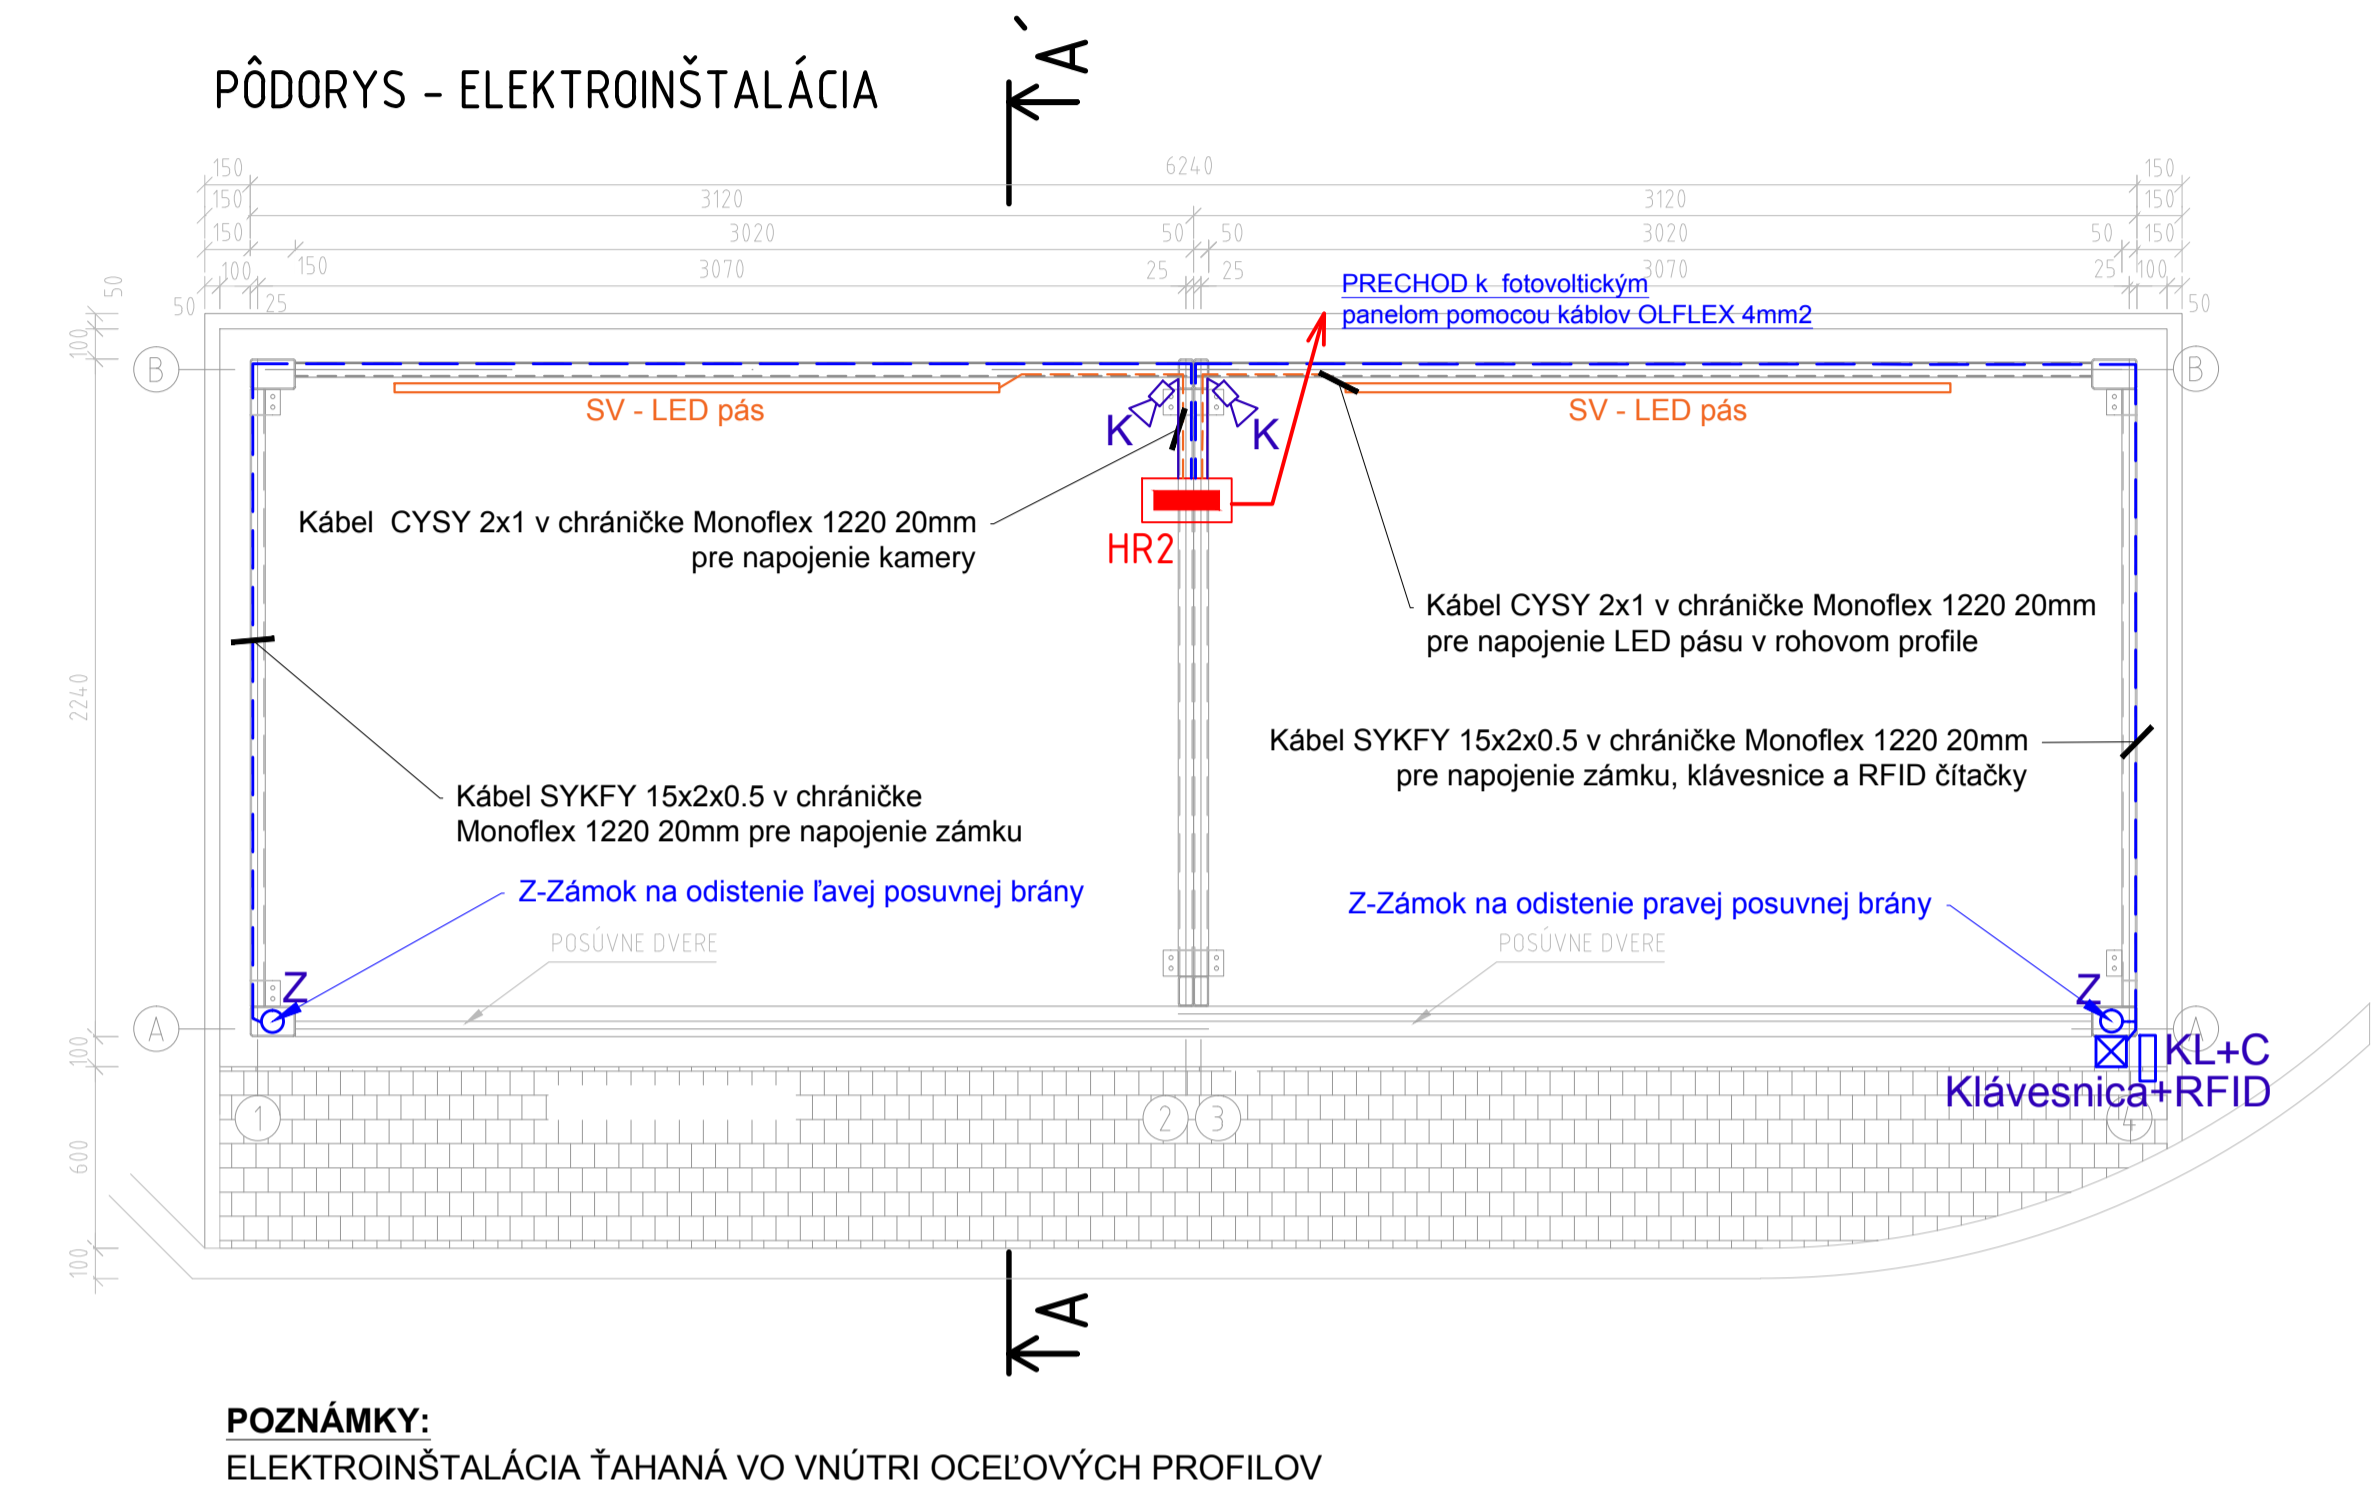 A
PÔDORYS - ELEKTROINŠTALÁCIA
150 6240 150
150 3120 3120 150
150 3020 50 50 3020 50 150
100 150 3070 25 25 3070 25 100
50 25 50
50
100
PRECHOD k fotovoltickým
panelom pomocou káblov OLFLEX 4mm2
B B
SV - LED pás SV - LED pás
K K
Kábel CYSY 2x1 v chráničke Monoflex 1220 20mm
pre napojenie kamery
HR2
Kábel CYSY 2x1 v chráničke Monoflex 1220 20mm
pre napojenie LED pásu v rohovom profile
2240
Kábel SYKFY 15x2x0.5 v chráničke Monoflex 1220 20mm
pre napojenie zámku, klávesnice a RFID čítačky
Kábel SYKFY 15x2x0.5 v chráničke
Monoflex 1220 20mm pre napojenie zámku
Z-Zámok na odistenie ľavej posuvnej brány
Z-Zámok na odistenie pravej posuvnej brány
POSÚVNE DVERE POSÚVNE DVERE
Z Z
A A
100
KL+C
Klávesnica+RFID
1 2 3 4
600
100
A
POZNÁMKY:
ELEKTROINŠTALÁCIA ŤAHANÁ VO VNÚTRI OCEĽOVÝCH PROFILOV